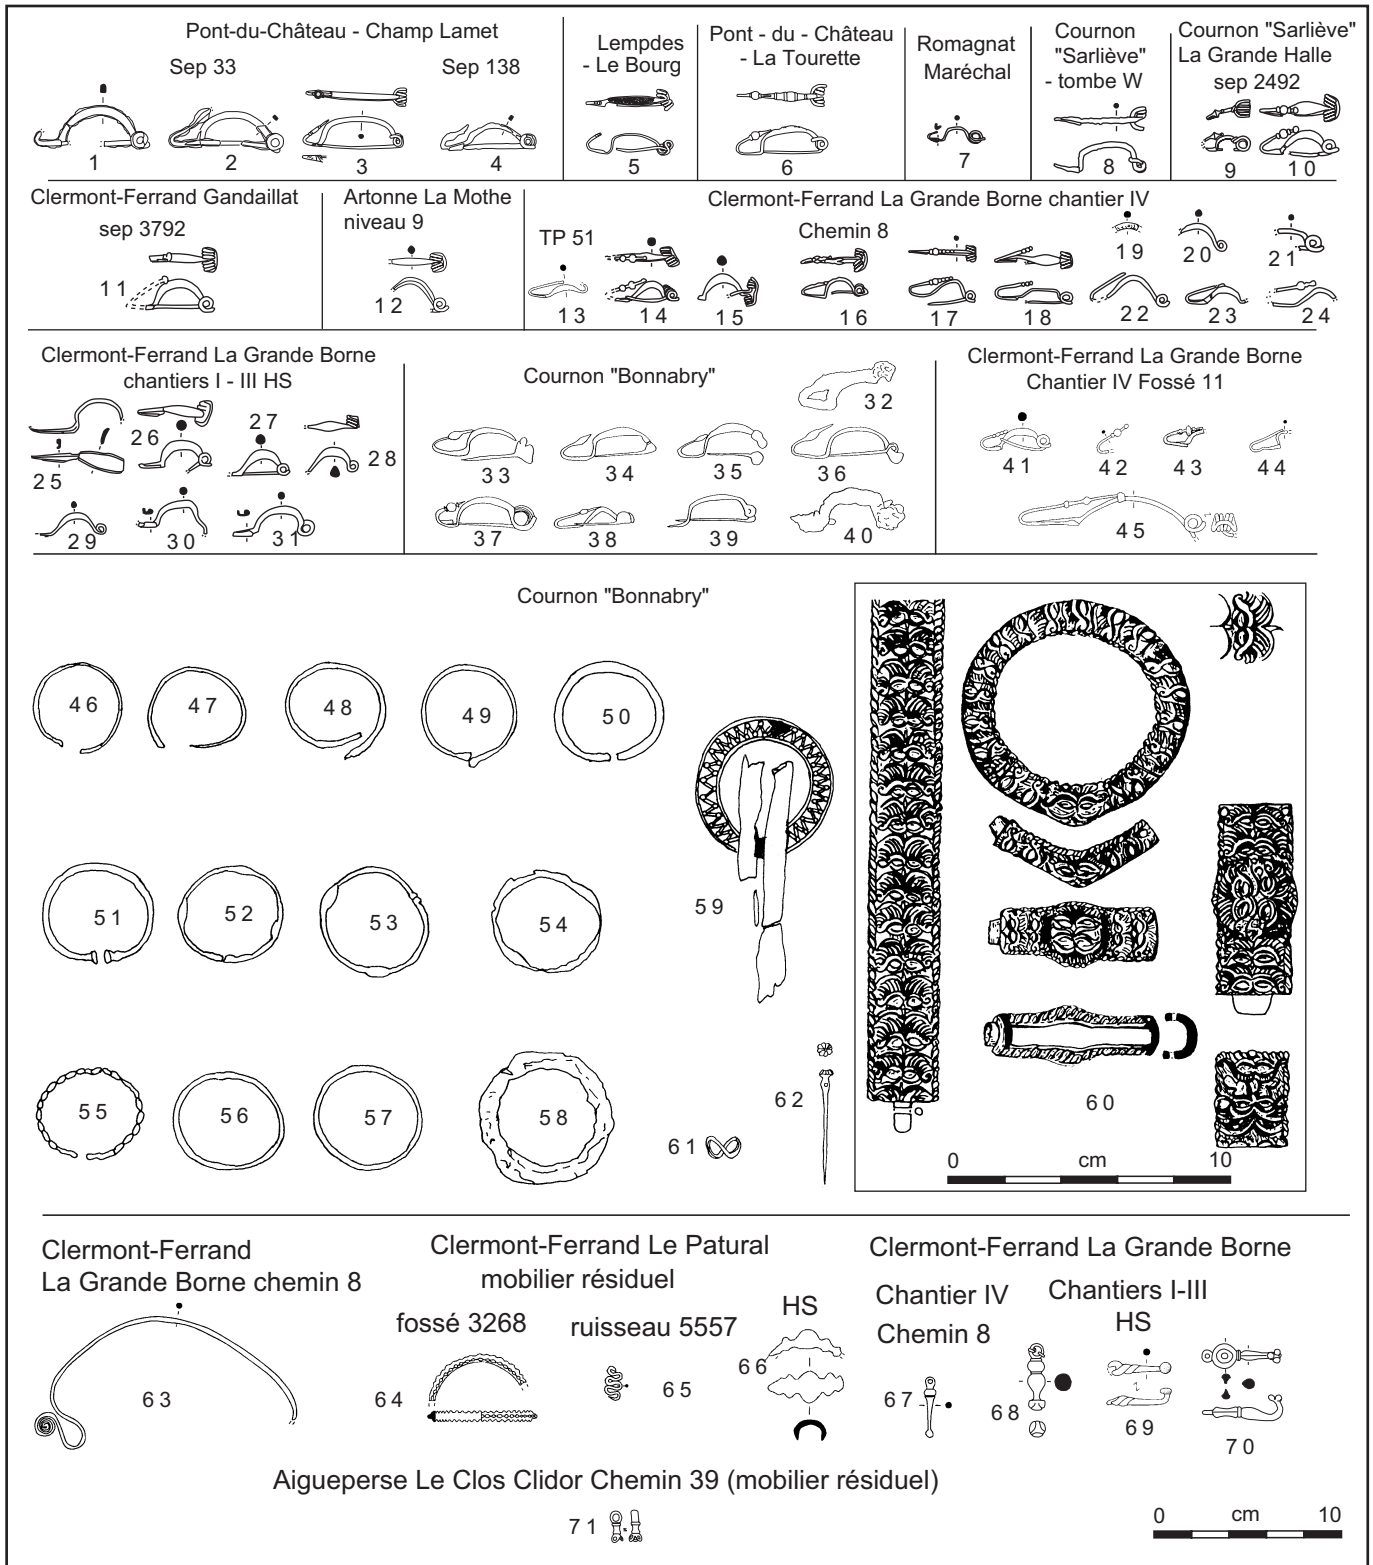 Pont-du-Château - Champ Lamet
Sep 33
Sep 138
1
2
3
4
Lempdes
- Le Bourg
5
Pont - du - Château
- La Tourette
6
Romagnat
Maréchal
7
Cournon
"Sarliève"
- tombe W
8
Cournon "Sarliève"
La Grande Halle
sep 2492
9
10
Clermont-Ferrand Gandaillat
sep 3792
11
Artonne La Mothe
niveau 9
12
Clermont-Ferrand La Grande Borne chantier IV
TP 51
Chemin 8
13
14
15
16
17
18
19
20
21
22
23
24
Clermont-Ferrand La Grande Borne
chantiers I - III HS
25
26
27
28
29
30
31
Cournon "Bonnabry"
32
33
34
35
36
37
38
39
40
Clermont-Ferrand La Grande Borne
Chantier IV Fossé 11
41
42
43
44
45
Cournon "Bonnabry"
46
47
48
49
50
51
52
53
54
55
56
57
58
59
60
0 cm 10
61
62
Clermont-Ferrand
La Grande Borne chemin 8
63
Clermont-Ferrand Le Patural
mobilier résiduel
fossé 3268
64
ruisseau 5557
65
HS
66
Clermont-Ferrand La Grande Borne
Chantier IV
Chemin 8
67
Chantiers I-III
HS
68
69
70
Aigueperse Le Clos Clidor Chemin 39 (mobilier résiduel)
71
0 cm 10